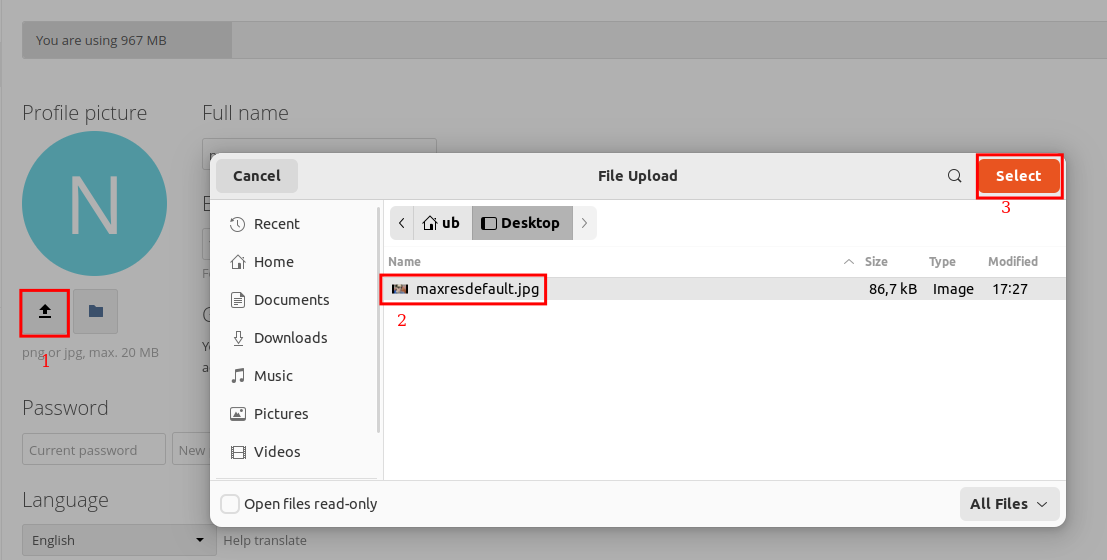 You are using 967 MB
Profile picture
Full name
N
Cancel
File Upload
Select
3
Recent
Home
Documents
Downloads
Music
Pictures
Videos
ub
Desktop
Name
Size
Type
Modified
maxresdefault.jpg
86,7 kB
Image
17:27
2
1
png or jpg, max. 20 MB
Password
Current password
New
Language
English
Help translate
Open files read-only
All Files